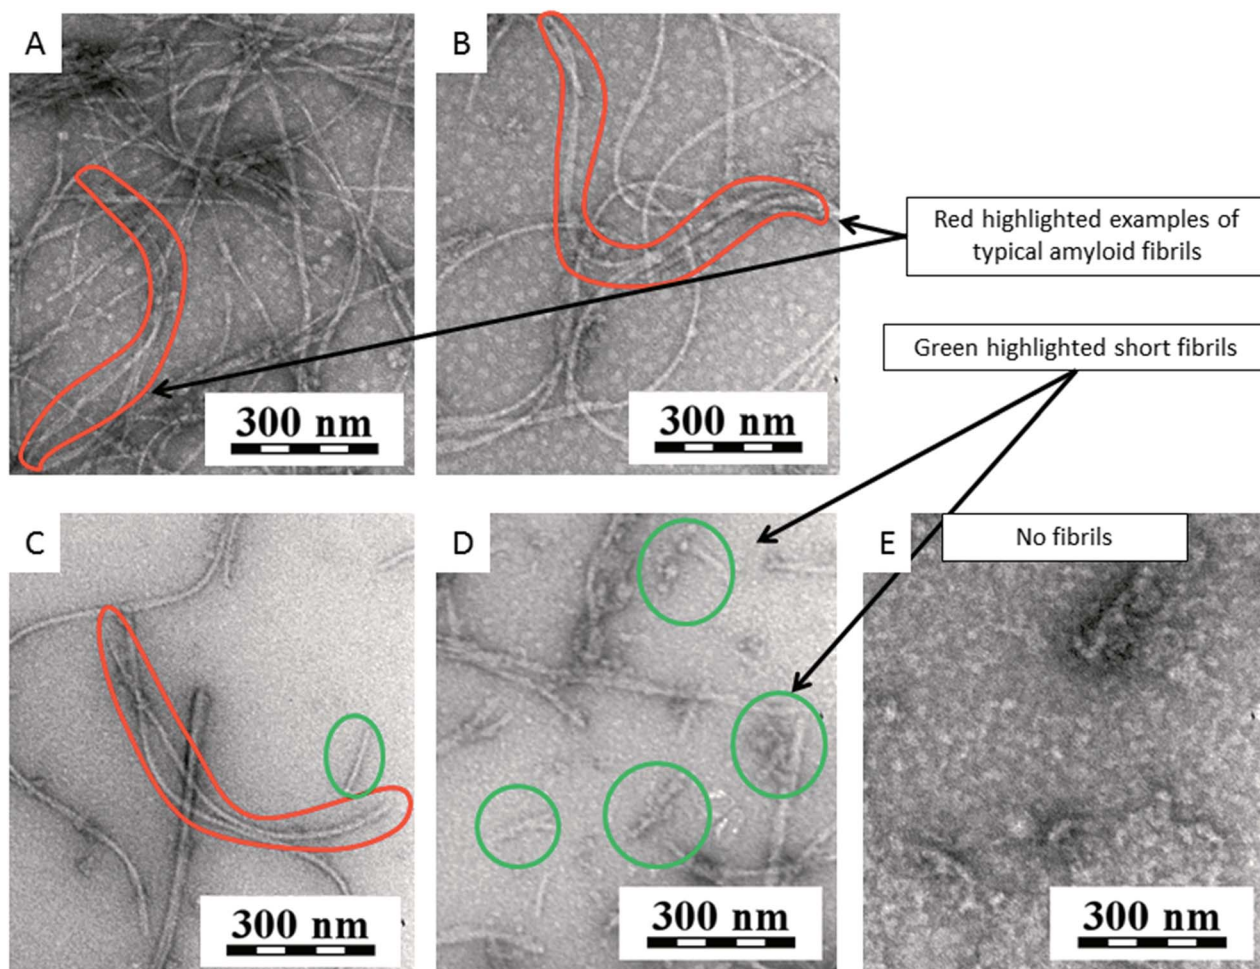 A
B
Red highlighted examples of
typical amyloid fibrils
Green highlighted short fibrils
300 nm
300 nm
C
D
No fibrils
E
300 nm
300 nm
300 nm